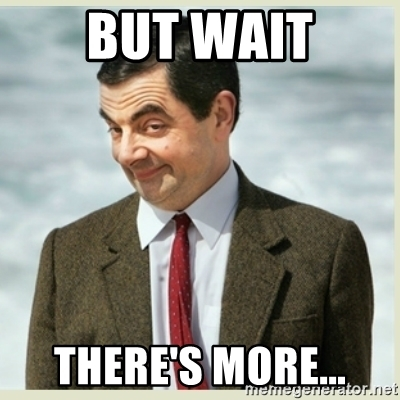 BUT WAIT
THERE'S MORE...
memegenerator.net